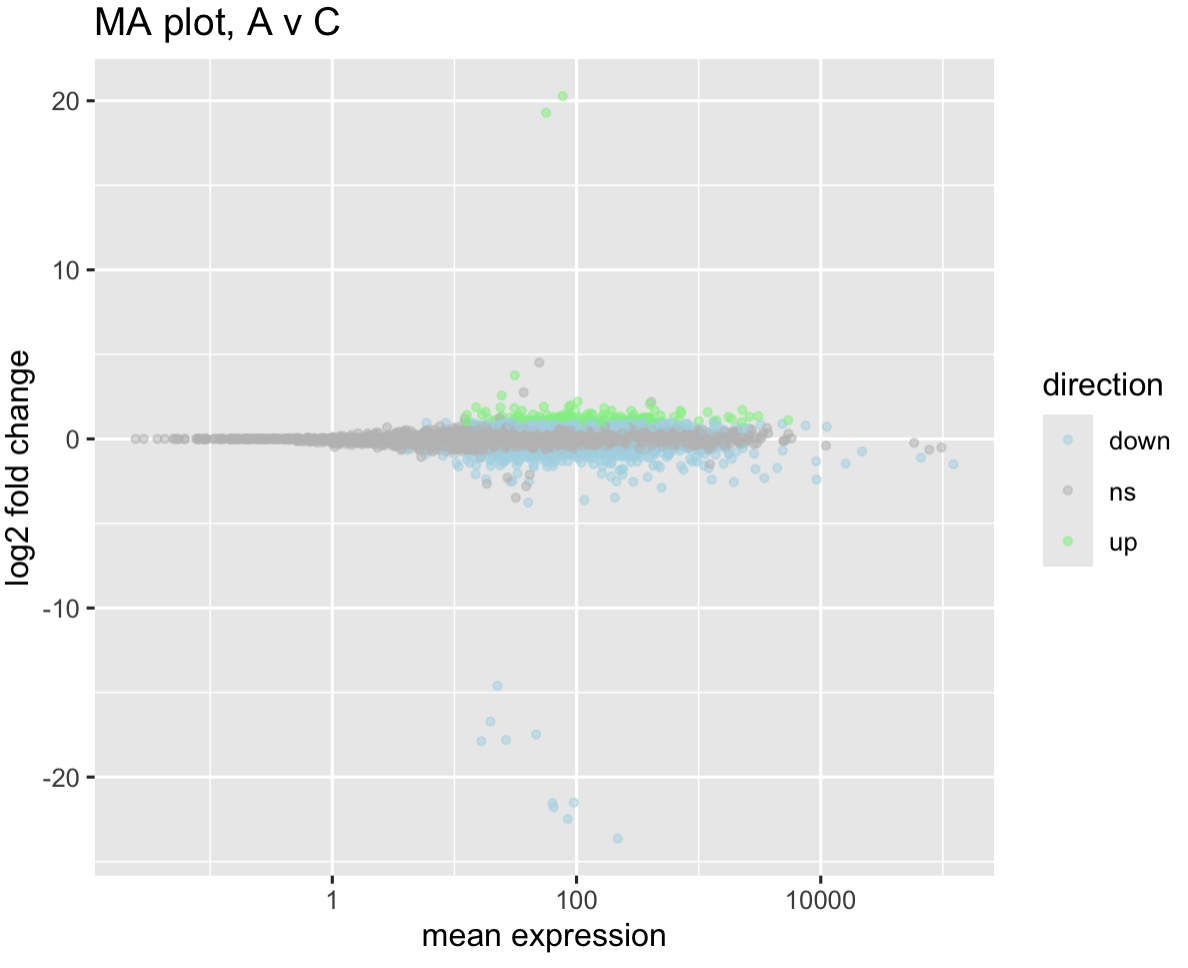 MA plot, A v C
20
10
0
-10
-20
log2 fold change
1
100
10000
mean expression
direction
down
ns
up